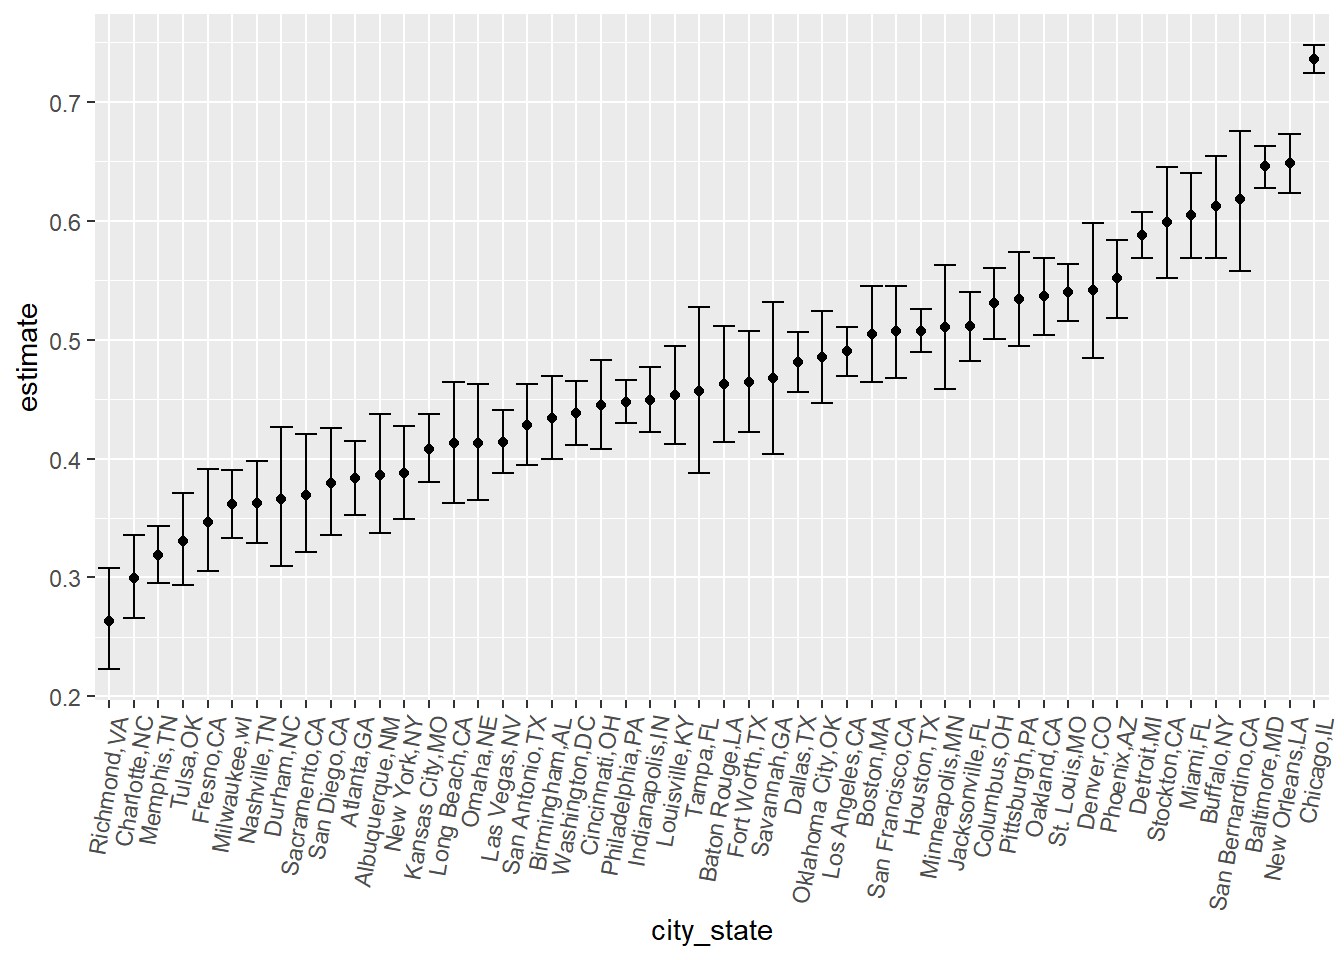 0.7
0.6
0.5
0.4
0.3
0.2
estimate
Richmond,VA
Charlotte,NC
Memphis,TN
Tulsa,OK
Fresno,CA
Milwaukee,wI
Nashville,TN
Durham,NC
Sacramento,CA
San Diego,CA
Atlanta,GA
Albuquerque,NM
New York,NY
Kansas City,MO
Long Beach,CA
Omaha,NE
Las Vegas,NV
San Antonio,TX
Birmingham,AL
Washington,DC
Cincinnati,OH
Philadelphia,PA
Indianapolis,IN
Louisville,KY
Tampa,FL
Baton Rouge,LA
Fort Worth,TX
Savannah,GA
Dallas,TX
Oklahoma City,OK
Los Angeles,CA
Boston,MA
San Francisco,CA
Houston,TX
Minneapolis,MN
Jacksonville,FL
Columbus,OH
Pittsburgh,PA
Oakland,CA
St. Louis,MO
Denver,CO
Phoenix,AZ
Detroit,MI
Stockton,CA
Miami,FL
Buffalo,NY
San Bernardino,CA
Baltimore,MD
New Orleans,LA
Chicago,IL
city_state